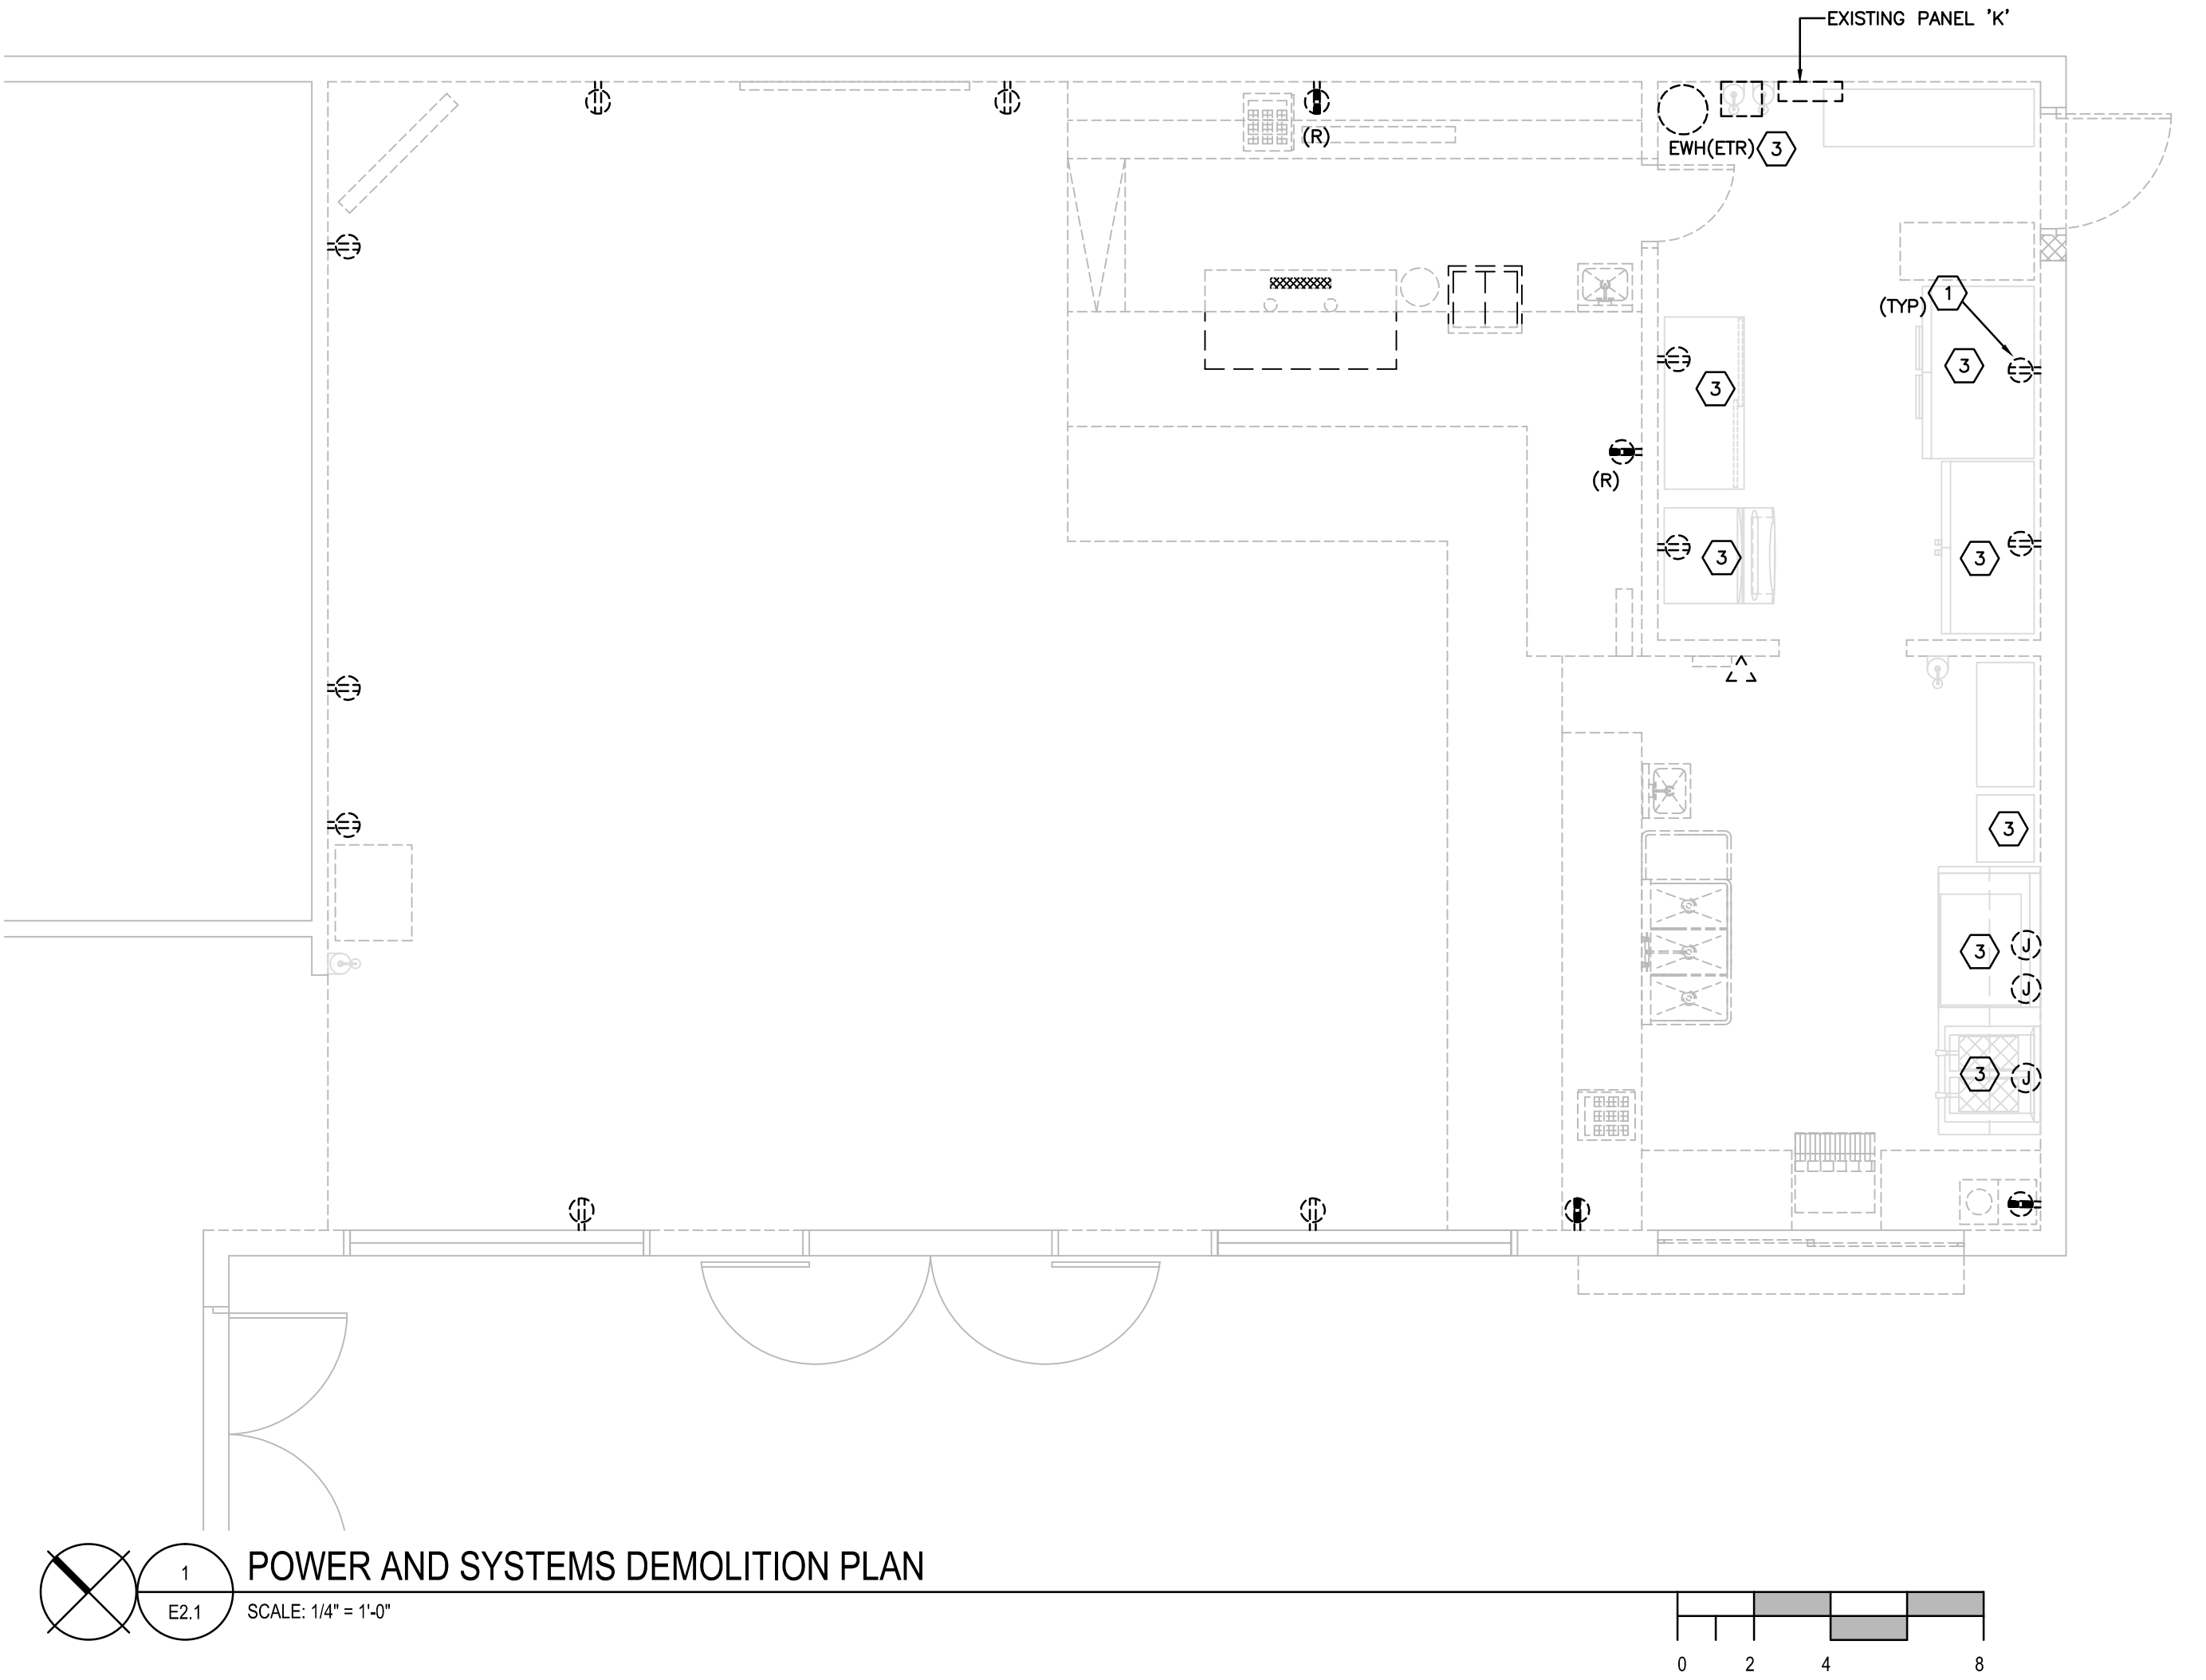 EXISTING PANEL 'K'
(R)
EWH(ETR) 3
1
(TYP)
3
3
(R)
3
3
3
3 J
J
3 J
1
POWER AND SYSTEMS DEMOLITION PLAN
E2.1
SCALE: 1/4" = 1'-0"
0 2 4 8